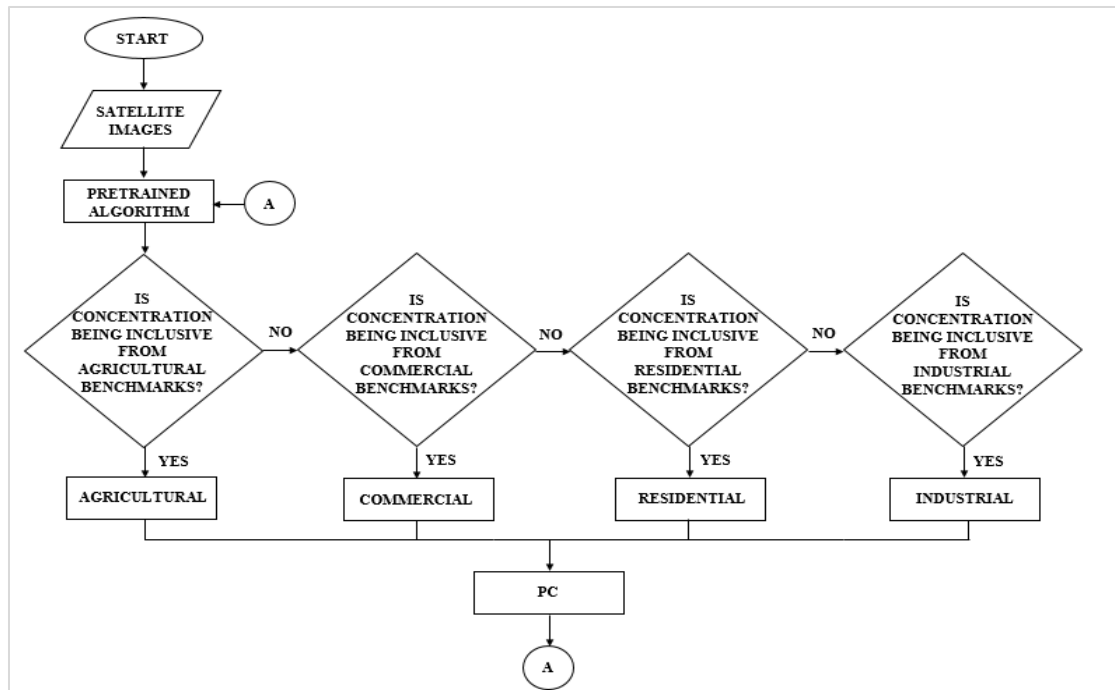 START
SATELLITE
IMAGES
PRETRAINED
ALGORITHM
A
IS
CONCENTRATION
BEING INCLUSIVE
FROM
AGRICULTURAL
BENCHMARKS?
NO
IS
CONCENTRATION
BEING INCLUSIVE
FROM
COMMERCIAL
BENCHMARKS?
NO
IS
CONCENTRATION
BEING INCLUSIVE
FROM
RESIDENTIAL
BENCHMARKS?
NO
IS
CONCENTRATION
BEING INCLUSIVE
FROM
INDUSTRIAL
BENCHMARKS?
YES
YES
YES
YES
AGRICULTURAL
COMMERCIAL
RESIDENTIAL
INDUSTRIAL
PC
A